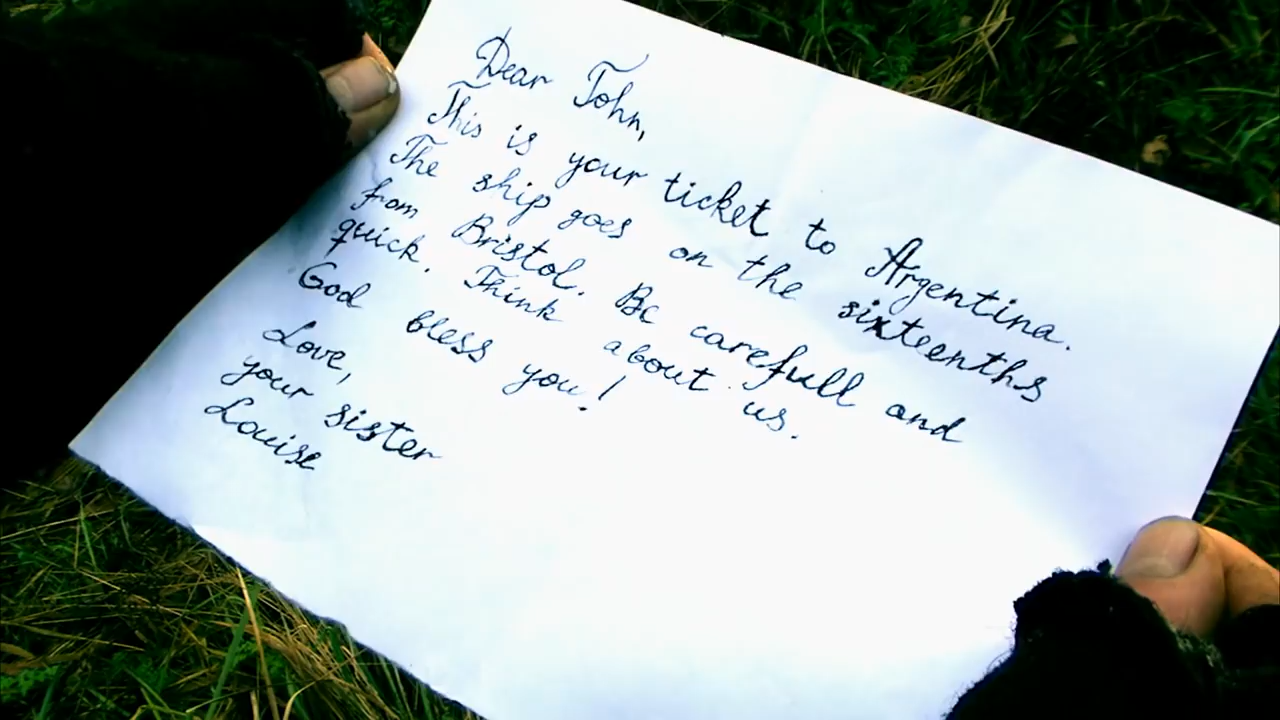 Dear John,
This is your ticket to Argentina.
The ship goes on the sixteenths
from Bristol. Be carefull and
quick. Think about us.
God bless you!
Love,
your sister
Louise